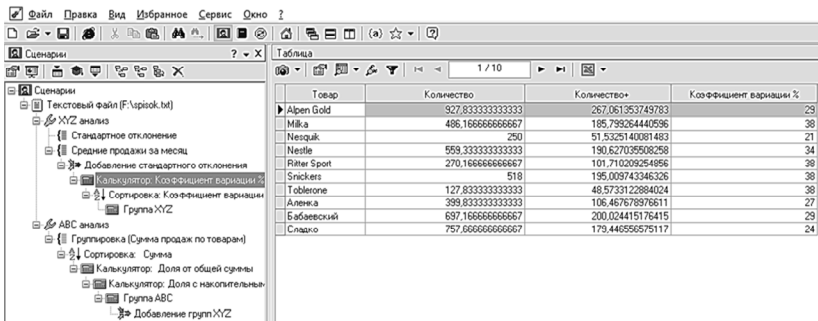 Файл Правка Вид Избранное Сервис Окно ?
(a)
Сценарии ? X
Таблица
1 / 10
Сценарии
Текстовый файл (F:\spisok.txt)
XYZ анализ
Стандартное отклонение
Средние продажи за месяц
Добавление стандартного отклонения
Калькулятор: Коэффициент вариации %
Сортировка: Коэффициент вариации
Группа XYZ
ABC анализ
Группировка (Сумма продаж по товарам)
Сортировка: Сумма
Калькулятор: Доля от общей суммы
Калькулятор: Доля с накопительным
Группа ABC
Добавление групп XYZ
Товар Количество Количество+ Коэффициент вариации %
Alpen Gold 927,833333333333 267,061353749783 29
Milka 486,166666666667 185,799264440596 38
Nesquik 250 51,5325140081483 21
Nestle 559,333333333333 190,627035508258 34
Ritter Sport 270,166666666667 101,710209254856 38
Snickers 518 195,009743346326 38
Toblerone 127,833333333333 48,5733122884024 38
Аленка 399,833333333333 106,467678976611 27
Бабаевский 697,166666666667 200,024415176415 29
Сладко 757,666666666667 179,446556575117 24